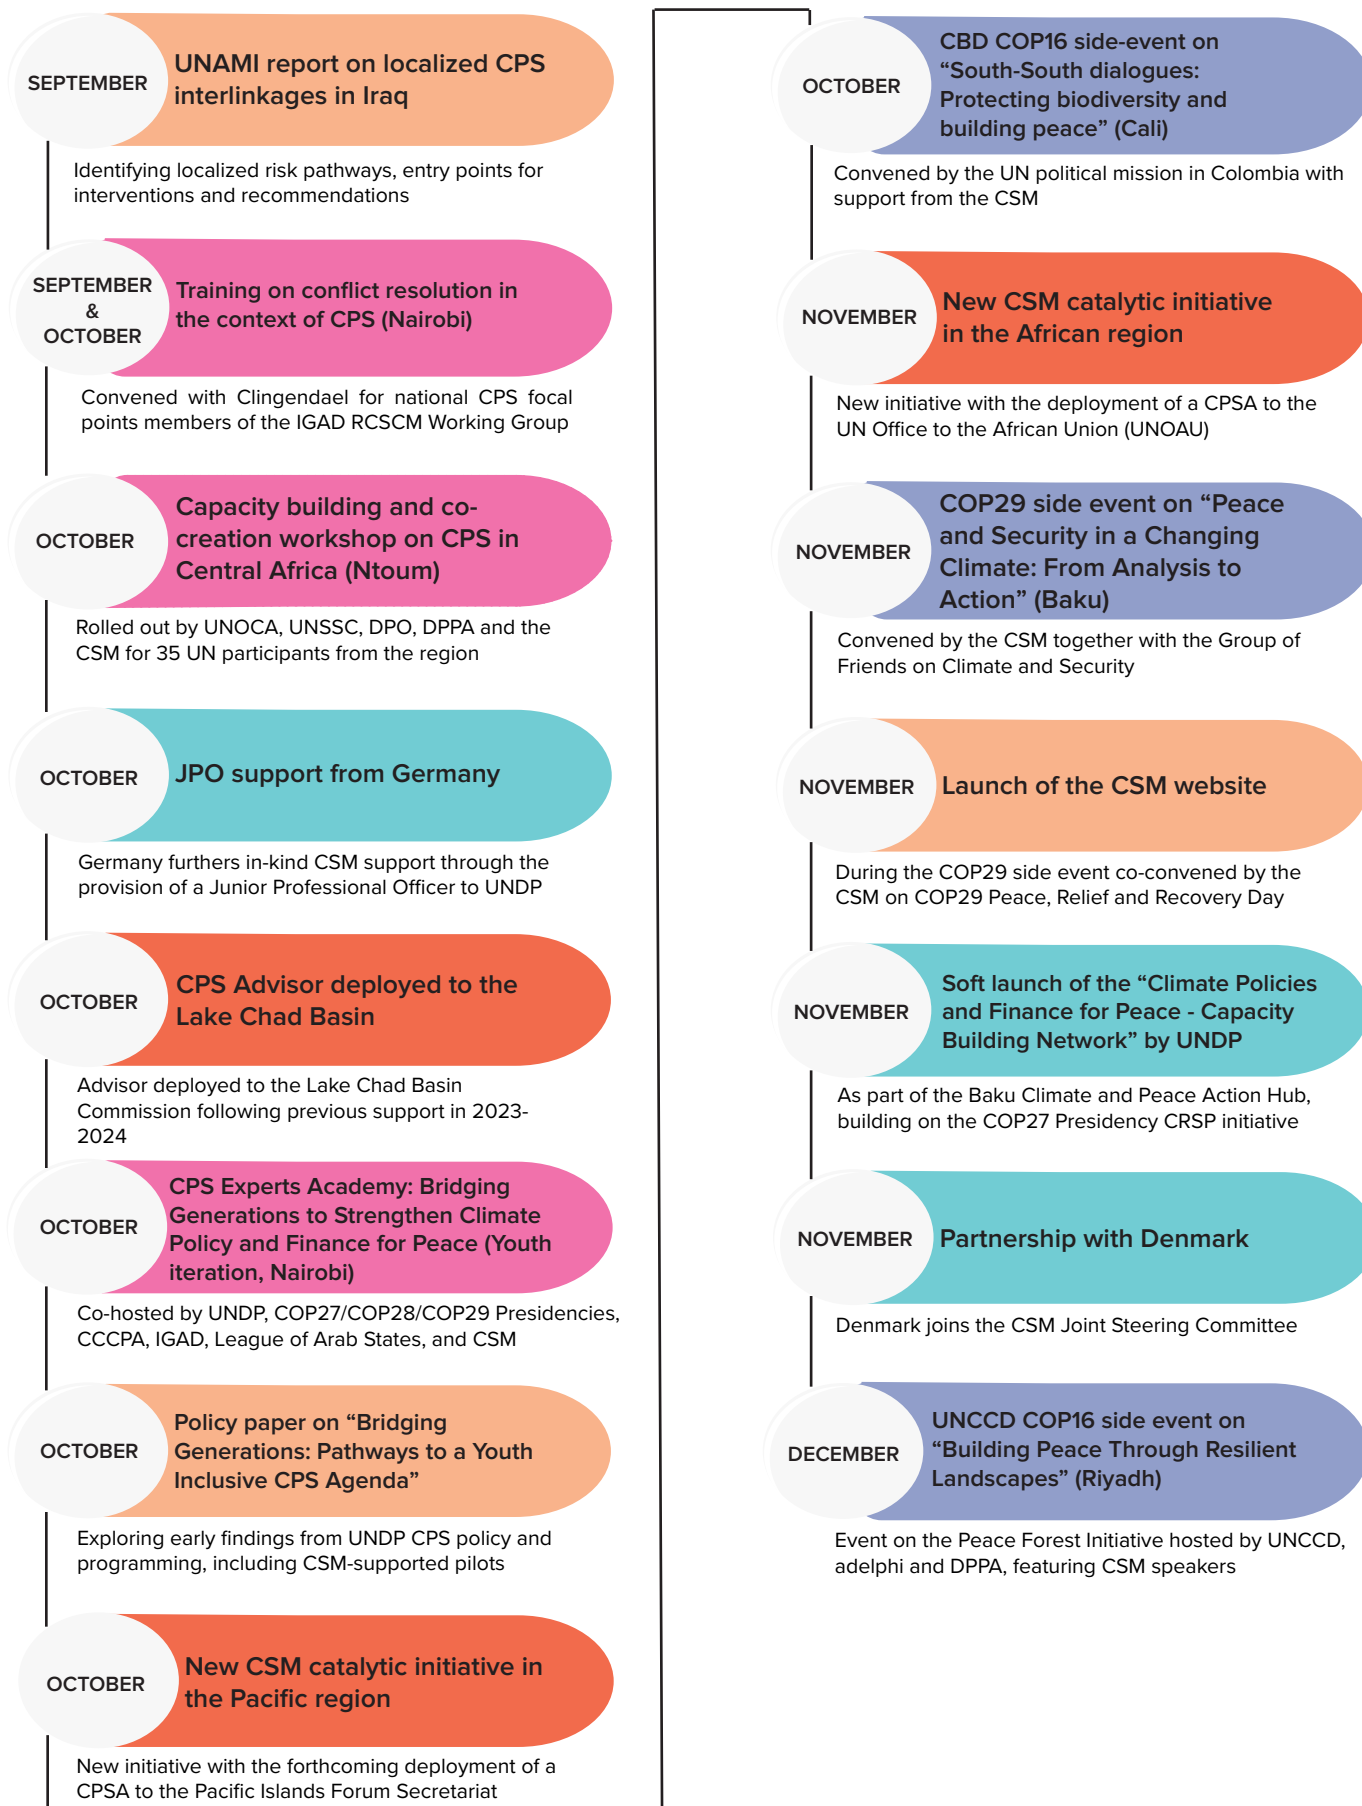 SEPTEMBER
UNAMI report on localized CPS
interlinkages in Iraq
Identifying localized risk pathways, entry points for
interventions and recommendations
SEPTEMBER
&
OCTOBER
Training on conflict resolution in
the context of CPS (Nairobi)
Convened with Clingendael for national CPS focal
points members of the IGAD RCSCM Working Group
OCTOBER
Capacity building and co-
creation workshop on CPS in
Central Africa (Ntoum)
Rolled out by UNOCA, UNSSC, DPO, DPPA and the
CSM for 35 UN participants from the region
OCTOBER
JPO support from Germany
Germany furthers in-kind CSM support through the
provision of a Junior Professional Officer to UNDP
OCTOBER
CPS Advisor deployed to the
Lake Chad Basin
Advisor deployed to the Lake Chad Basin
Commission following previous support in 2023-
2024
OCTOBER
CPS Experts Academy: Bridging
Generations to Strengthen Climate
Policy and Finance for Peace (Youth
iteration, Nairobi)
Co-hosted by UNDP, COP27/COP28/COP29 Presidencies,
CCCPA, IGAD, League of Arab States, and CSM
OCTOBER
Policy paper on “Bridging
Generations: Pathways to a Youth
Inclusive CPS Agenda”
Exploring early findings from UNDP CPS policy and
programming, including CSM-supported pilots
OCTOBER
New CSM catalytic initiative in
the Pacific region
New initiative with the forthcoming deployment of a
CPSA to the Pacific Islands Forum Secretariat
OCTOBER
CBD COP16 side-event on
“South-South dialogues:
Protecting biodiversity and
building peace” (Cali)
Convened by the UN political mission in Colombia with
support from the CSM
NOVEMBER
New CSM catalytic initiative
in the African region
New initiative with the deployment of a CPSA to the
UN Office to the African Union (UNOAU)
NOVEMBER
COP29 side event on “Peace
and Security in a Changing
Climate: From Analysis to
Action” (Baku)
Convened by the CSM together with the Group of
Friends on Climate and Security
NOVEMBER
Launch of the CSM website
During the COP29 side event co-convened by the
CSM on COP29 Peace, Relief and Recovery Day
NOVEMBER
Soft launch of the “Climate Policies
and Finance for Peace - Capacity
Building Network” by UNDP
As part of the Baku Climate and Peace Action Hub,
building on the COP27 Presidency CRSP initiative
NOVEMBER
Partnership with Denmark
Denmark joins the CSM Joint Steering Committee
DECEMBER
UNCCD COP16 side event on
“Building Peace Through Resilient
Landscapes” (Riyadh)
Event on the Peace Forest Initiative hosted by UNCCD,
adelphi and DPPA, featuring CSM speakers